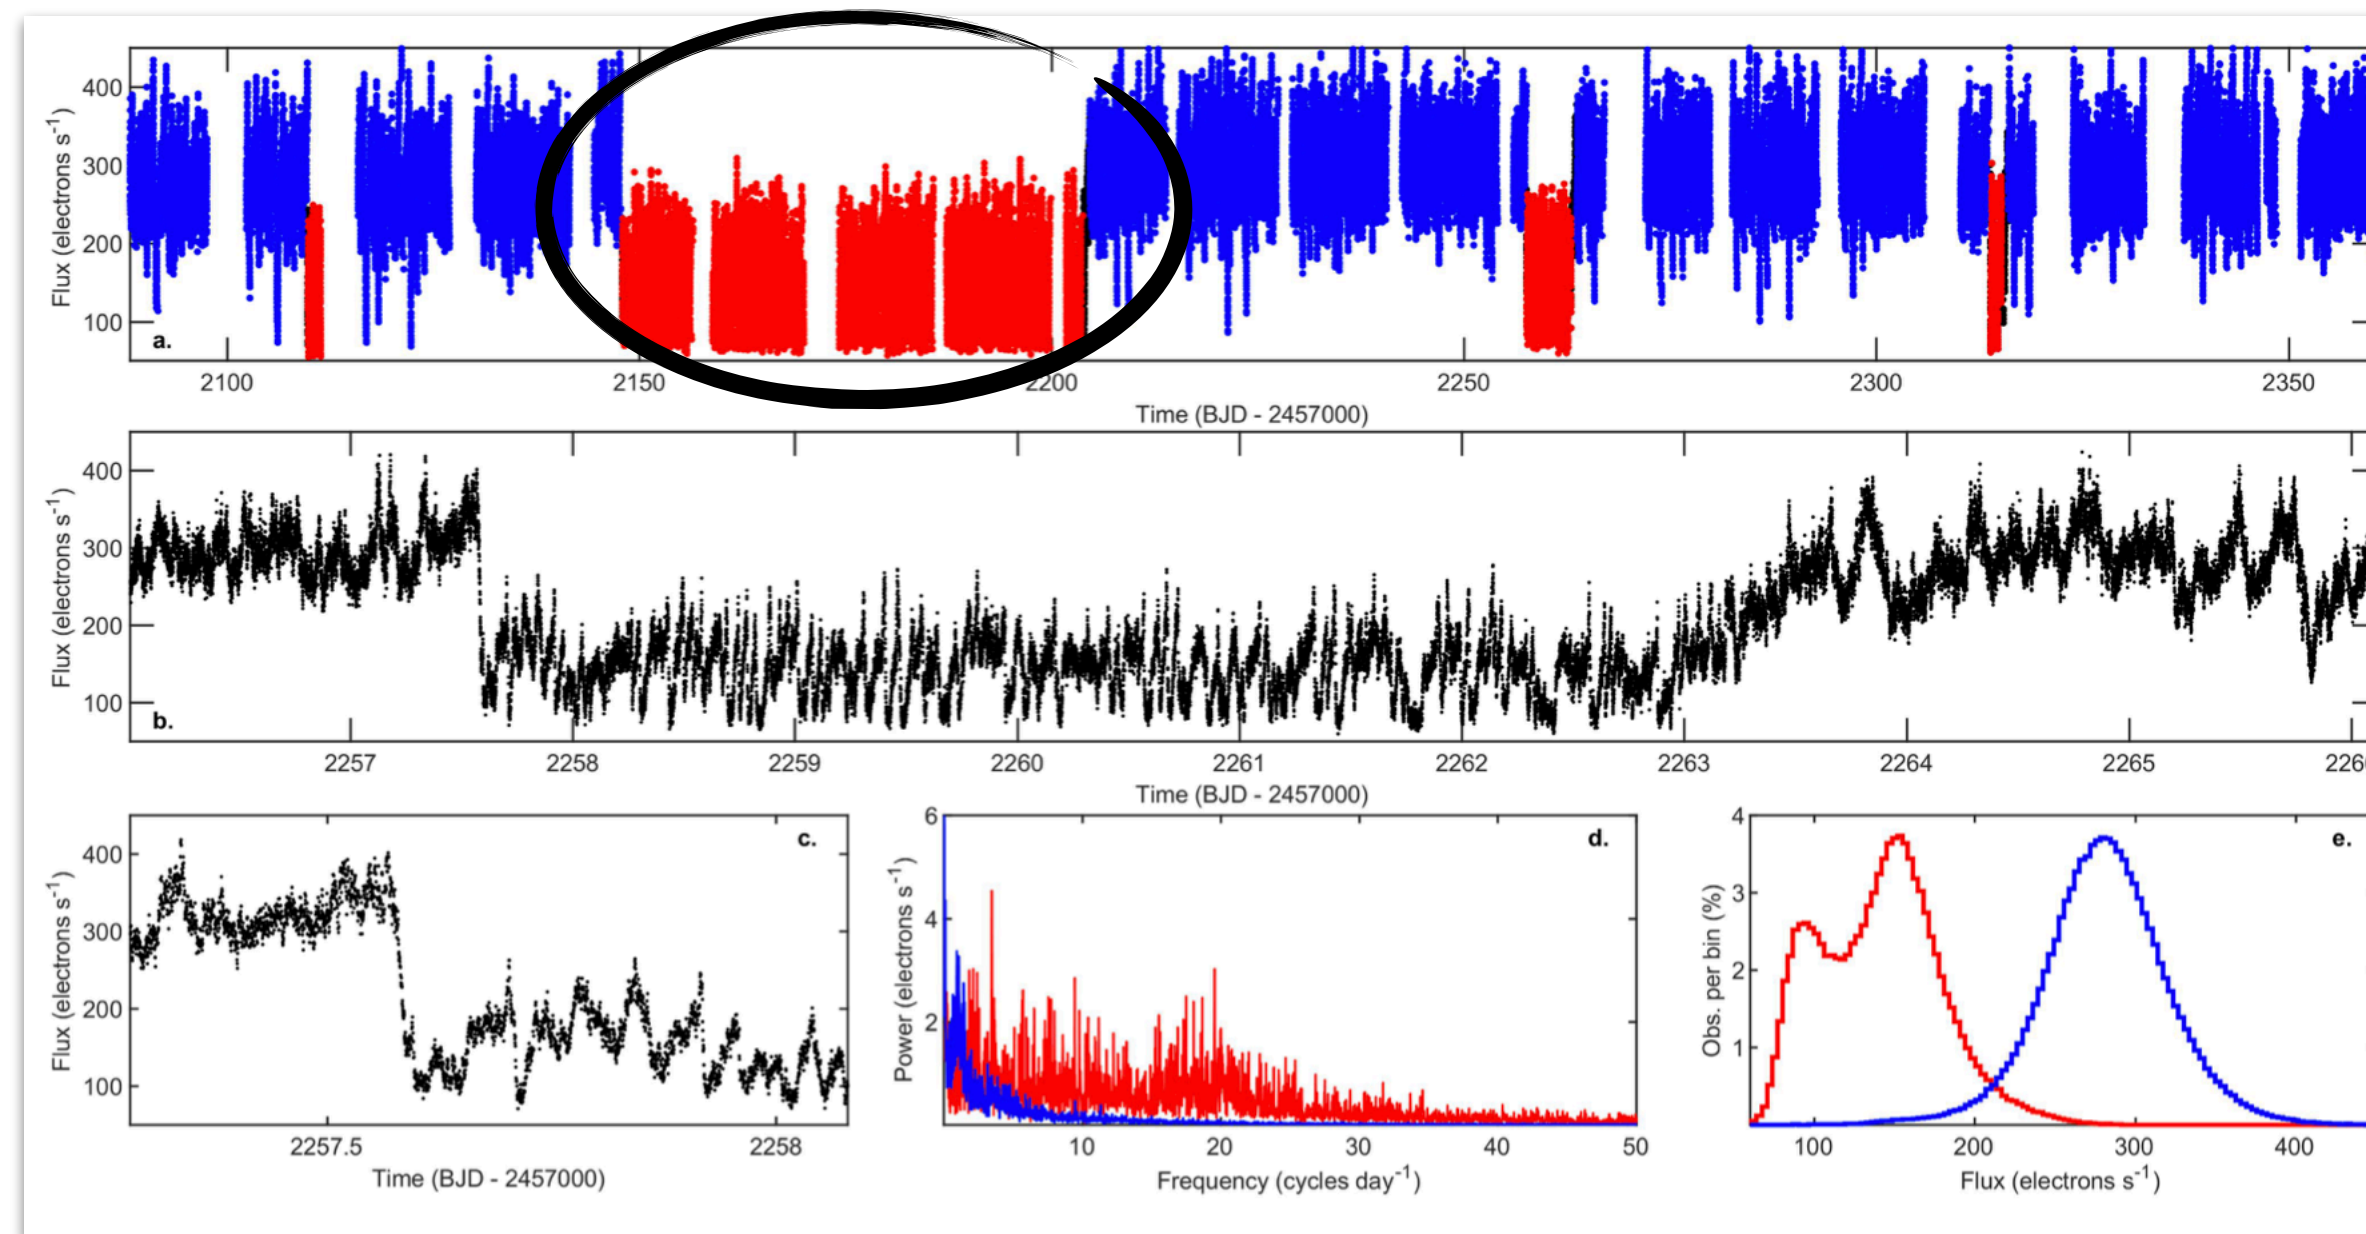 400
300
200
100
Flux (electrons s-1)
a.
2100 2150 2200 2250 2300 2350
Time (BJD - 2457000)
400
300
200
100
Flux (electrons s-1)
b.
2257 2258 2259 2260 2261 2262 2263 2264 2265 226
Time (BJD - 2457000)
400
300
200
100
Flux (electrons s-1)
c.
2257.5 2258
Time (BJD - 2457000)
6
4
2
Power (electrons s-1)
d.
10 20 30 40 50
Frequency (cycles day-1)
4
3
2
1
Obs. per bin (%)
e.
100 200 300 400
Flux (electrons s-1)